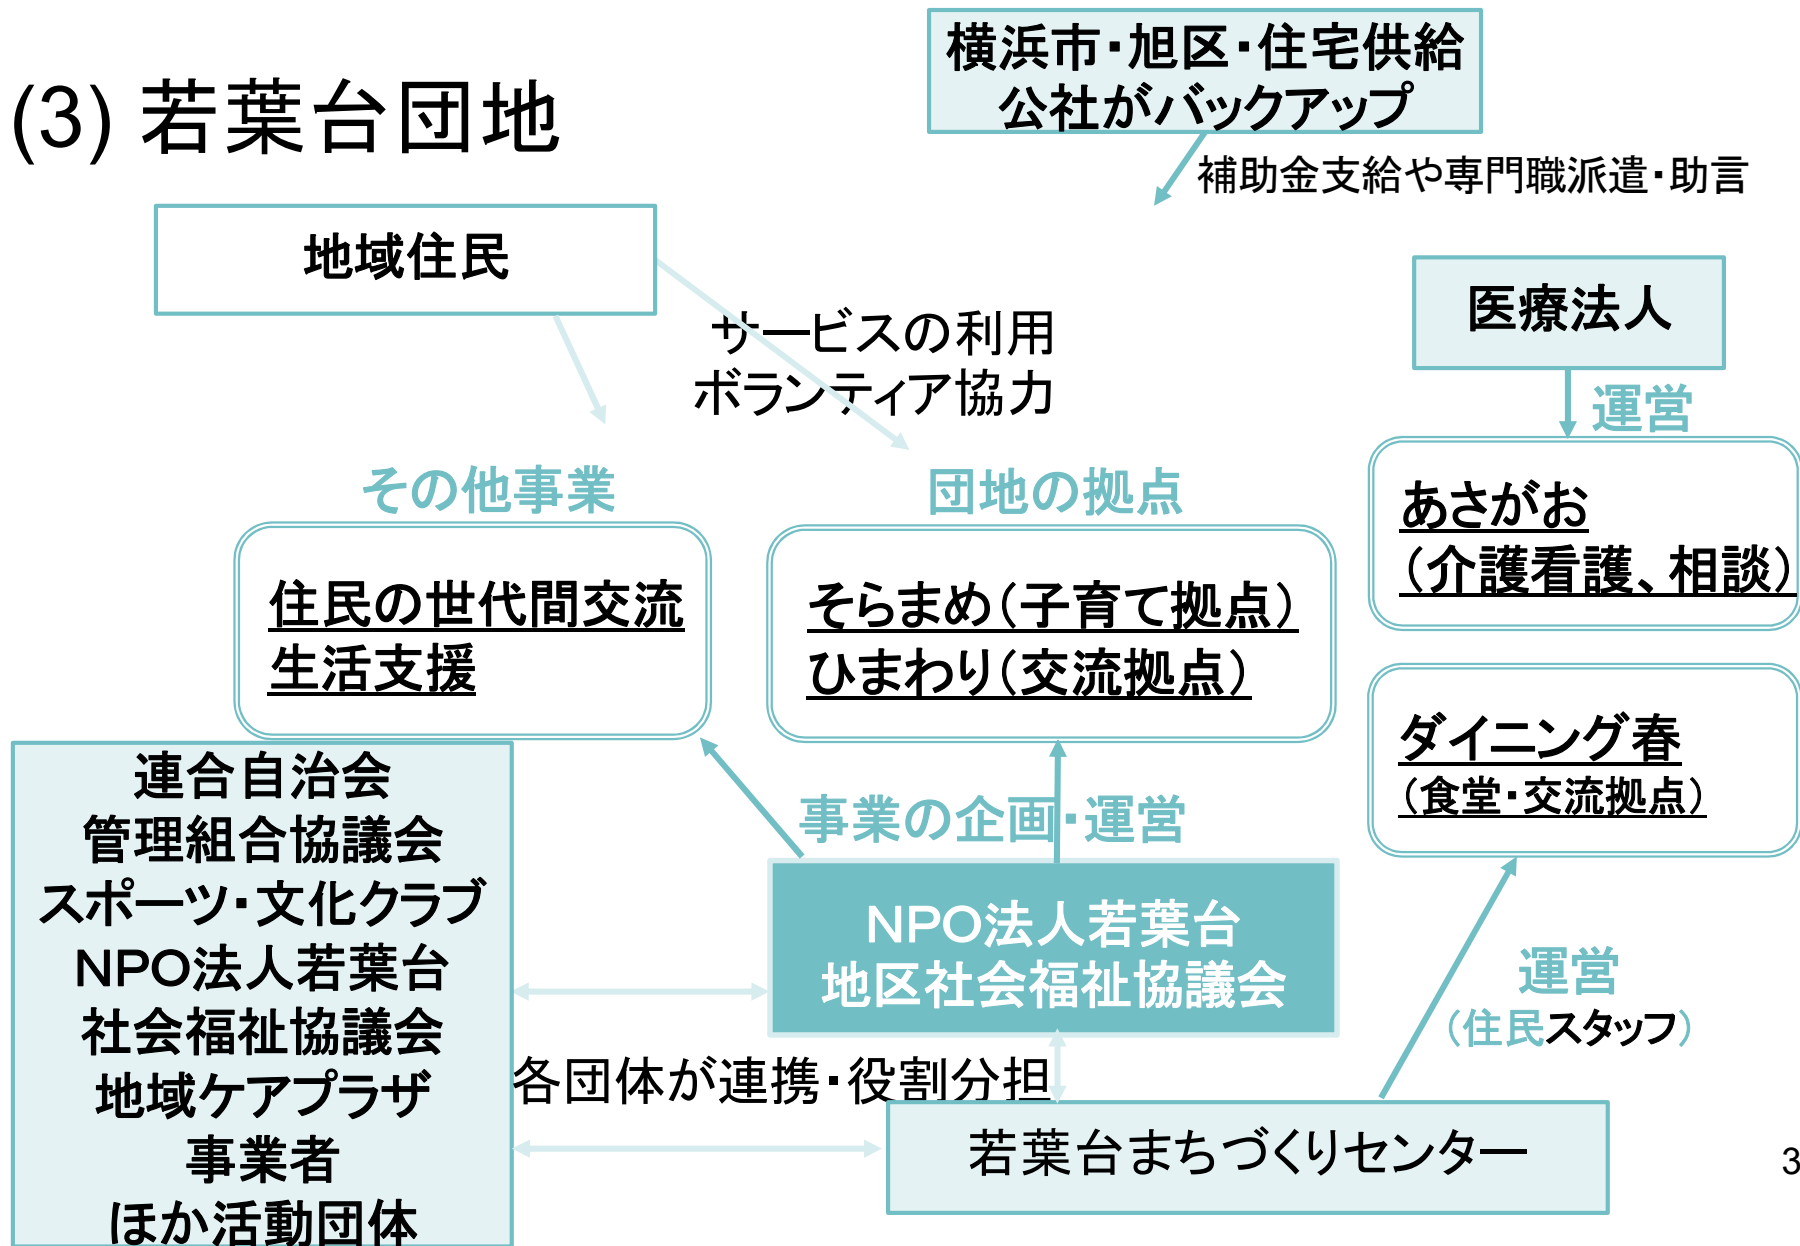 (3) 若葉台団地
横浜市・旭区・住宅供給
公社がバックアップ
補助金支給や専門職派遣・助言
地域住民
医療法人
サービスの利用
ボランティア協力
運営
その他事業
団地の拠点
あさがお
（介護看護、相談）
住民の世代間交流
生活支援
そらまめ（子育て拠点）
ひまわり（交流拠点）
ダイニング春
（食堂・交流拠点）
事業の企画・運営
連合自治会
管理組合協議会
スポーツ・文化クラブ
NPO法人若葉台
社会福祉協議会
地域ケアプラザ
事業者
ほか活動団体
NPO法人若葉台
地区社会福祉協議会
運営
（住民スタッフ）
各団体が連携・役割分担
若葉台まちづくりセンター
3